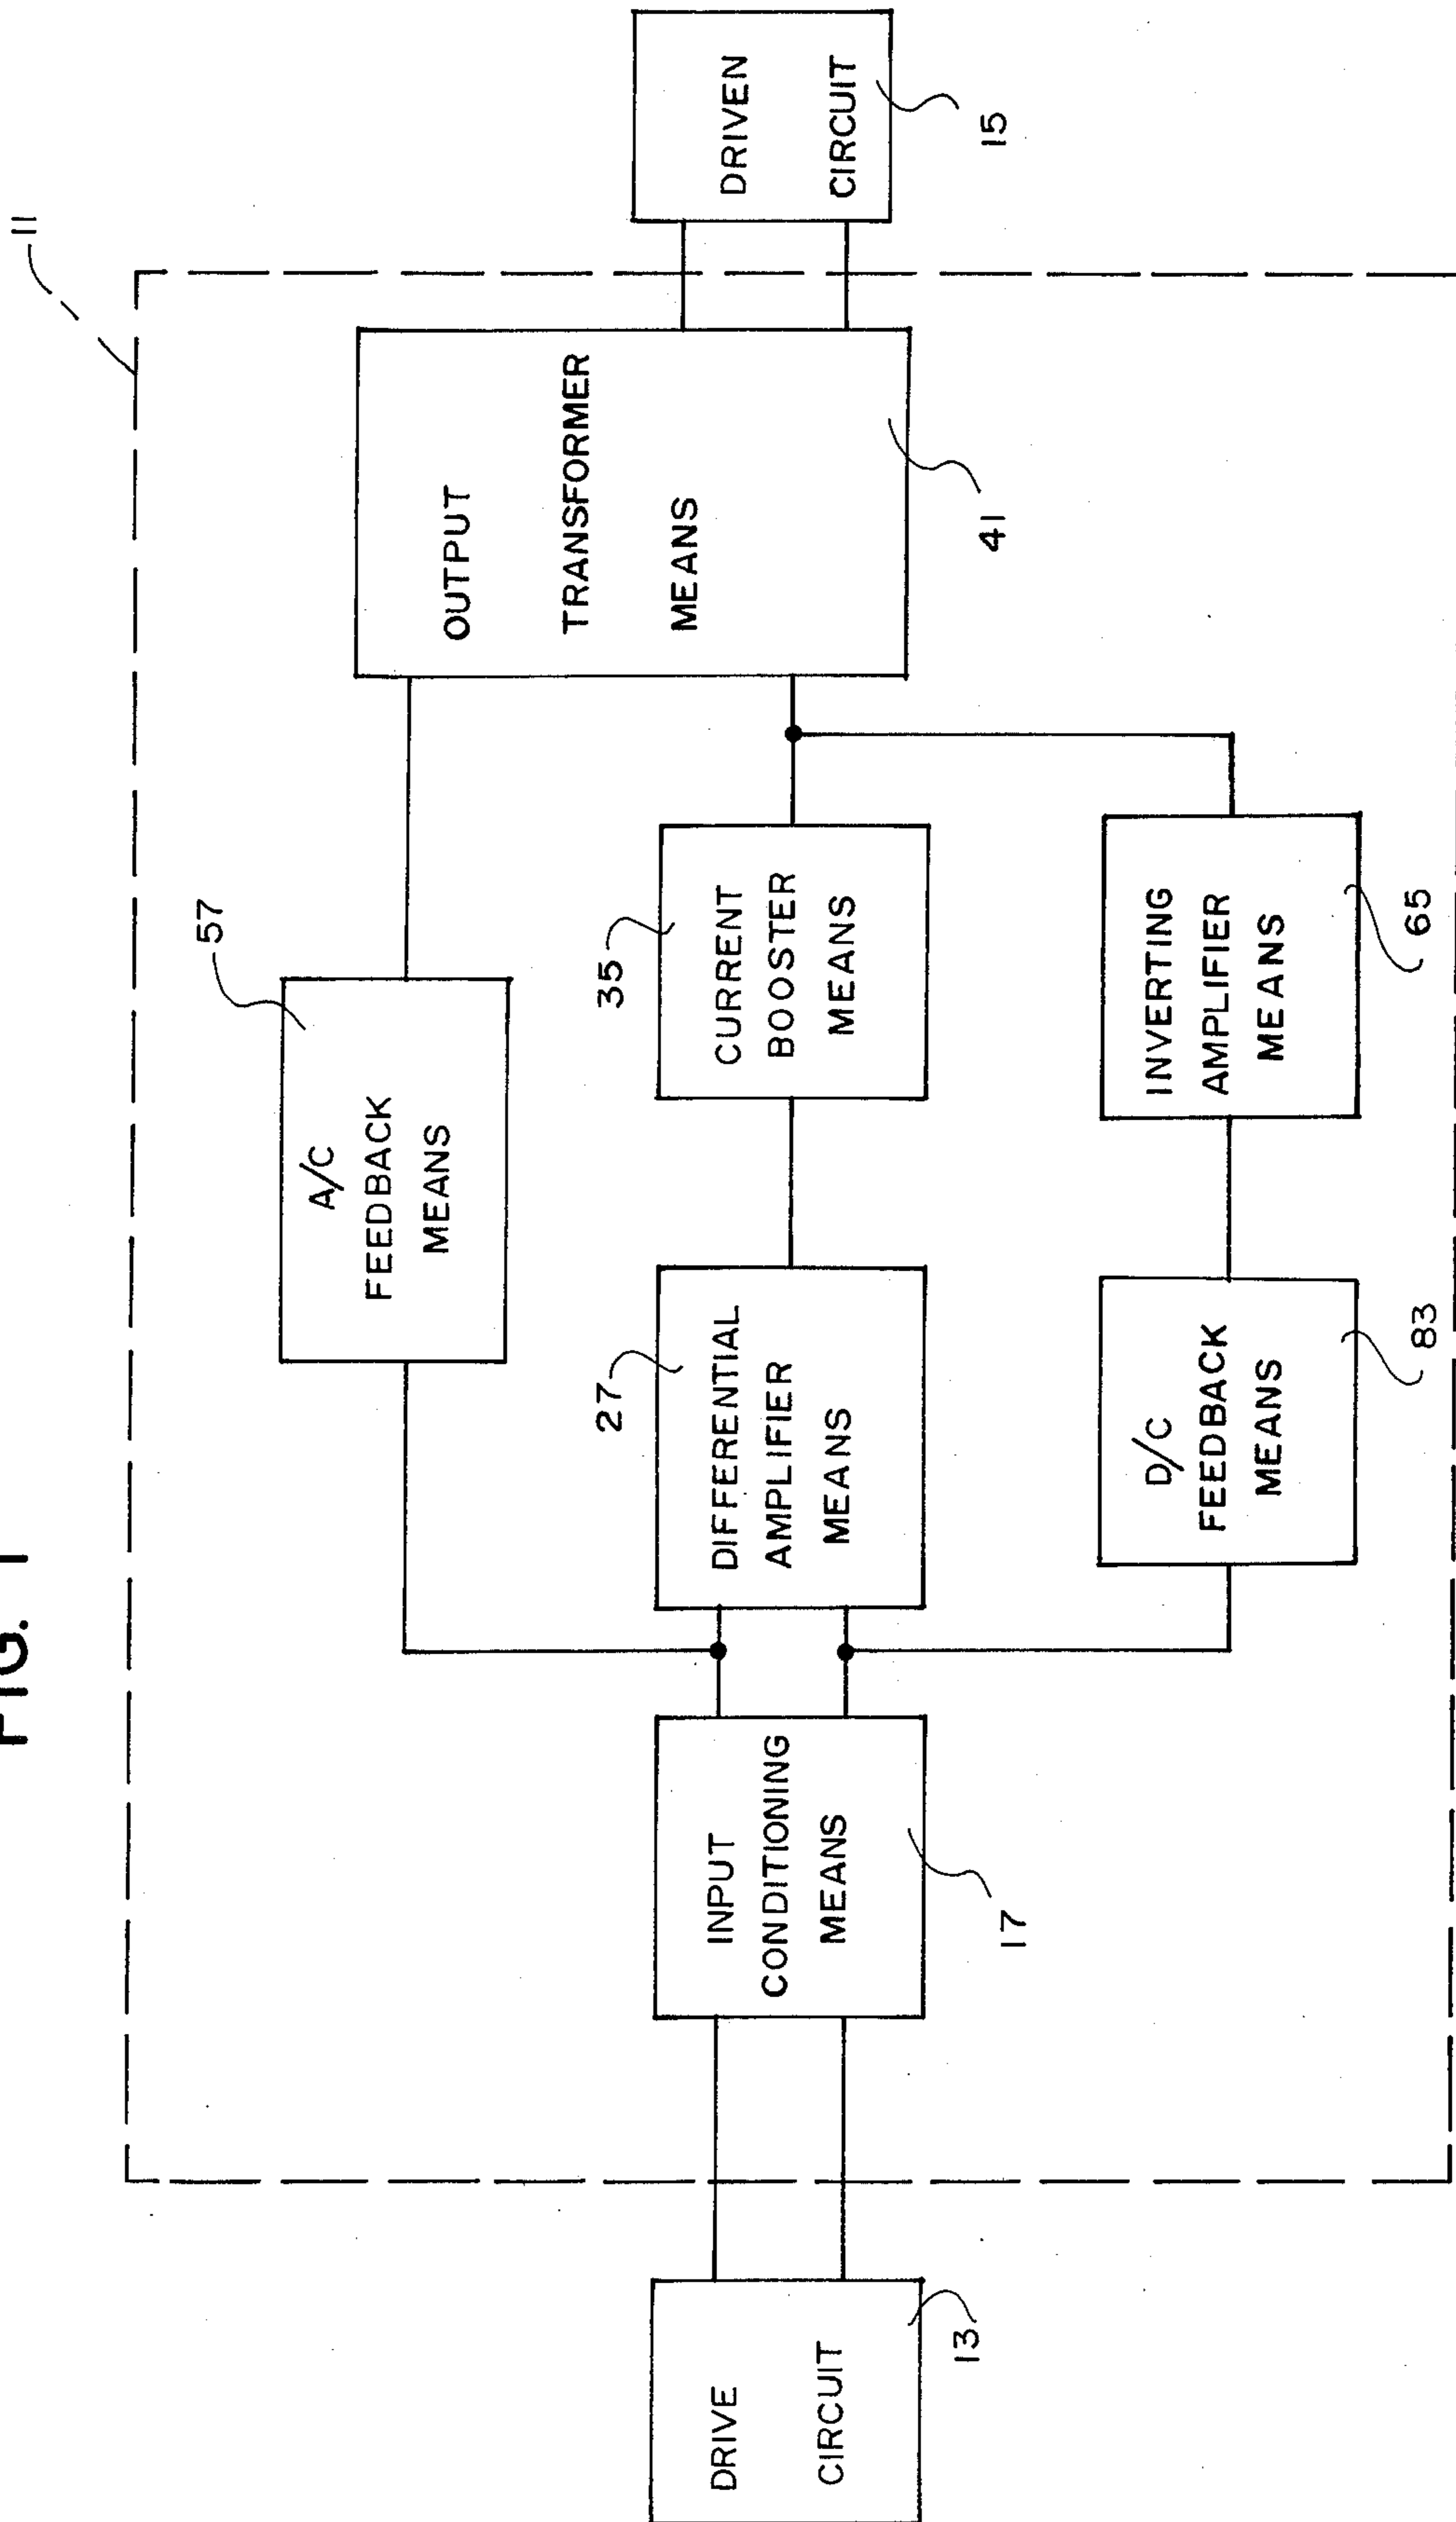 FIG. 1
11
DRIVE
CIRCUIT
13
INPUT
CONDITIONING
MEANS
17
DIFFERENTIAL
AMPLIFIER
MEANS
27
CURRENT
BOOSTER
MEANS
35
A/C
FEEDBACK
MEANS
57
D/C
FEEDBACK
MEANS
83
INVERTING
AMPLIFIER
MEANS
65
OUTPUT
TRANSFORMER
MEANS
41
DRIVEN
CIRCUIT
15